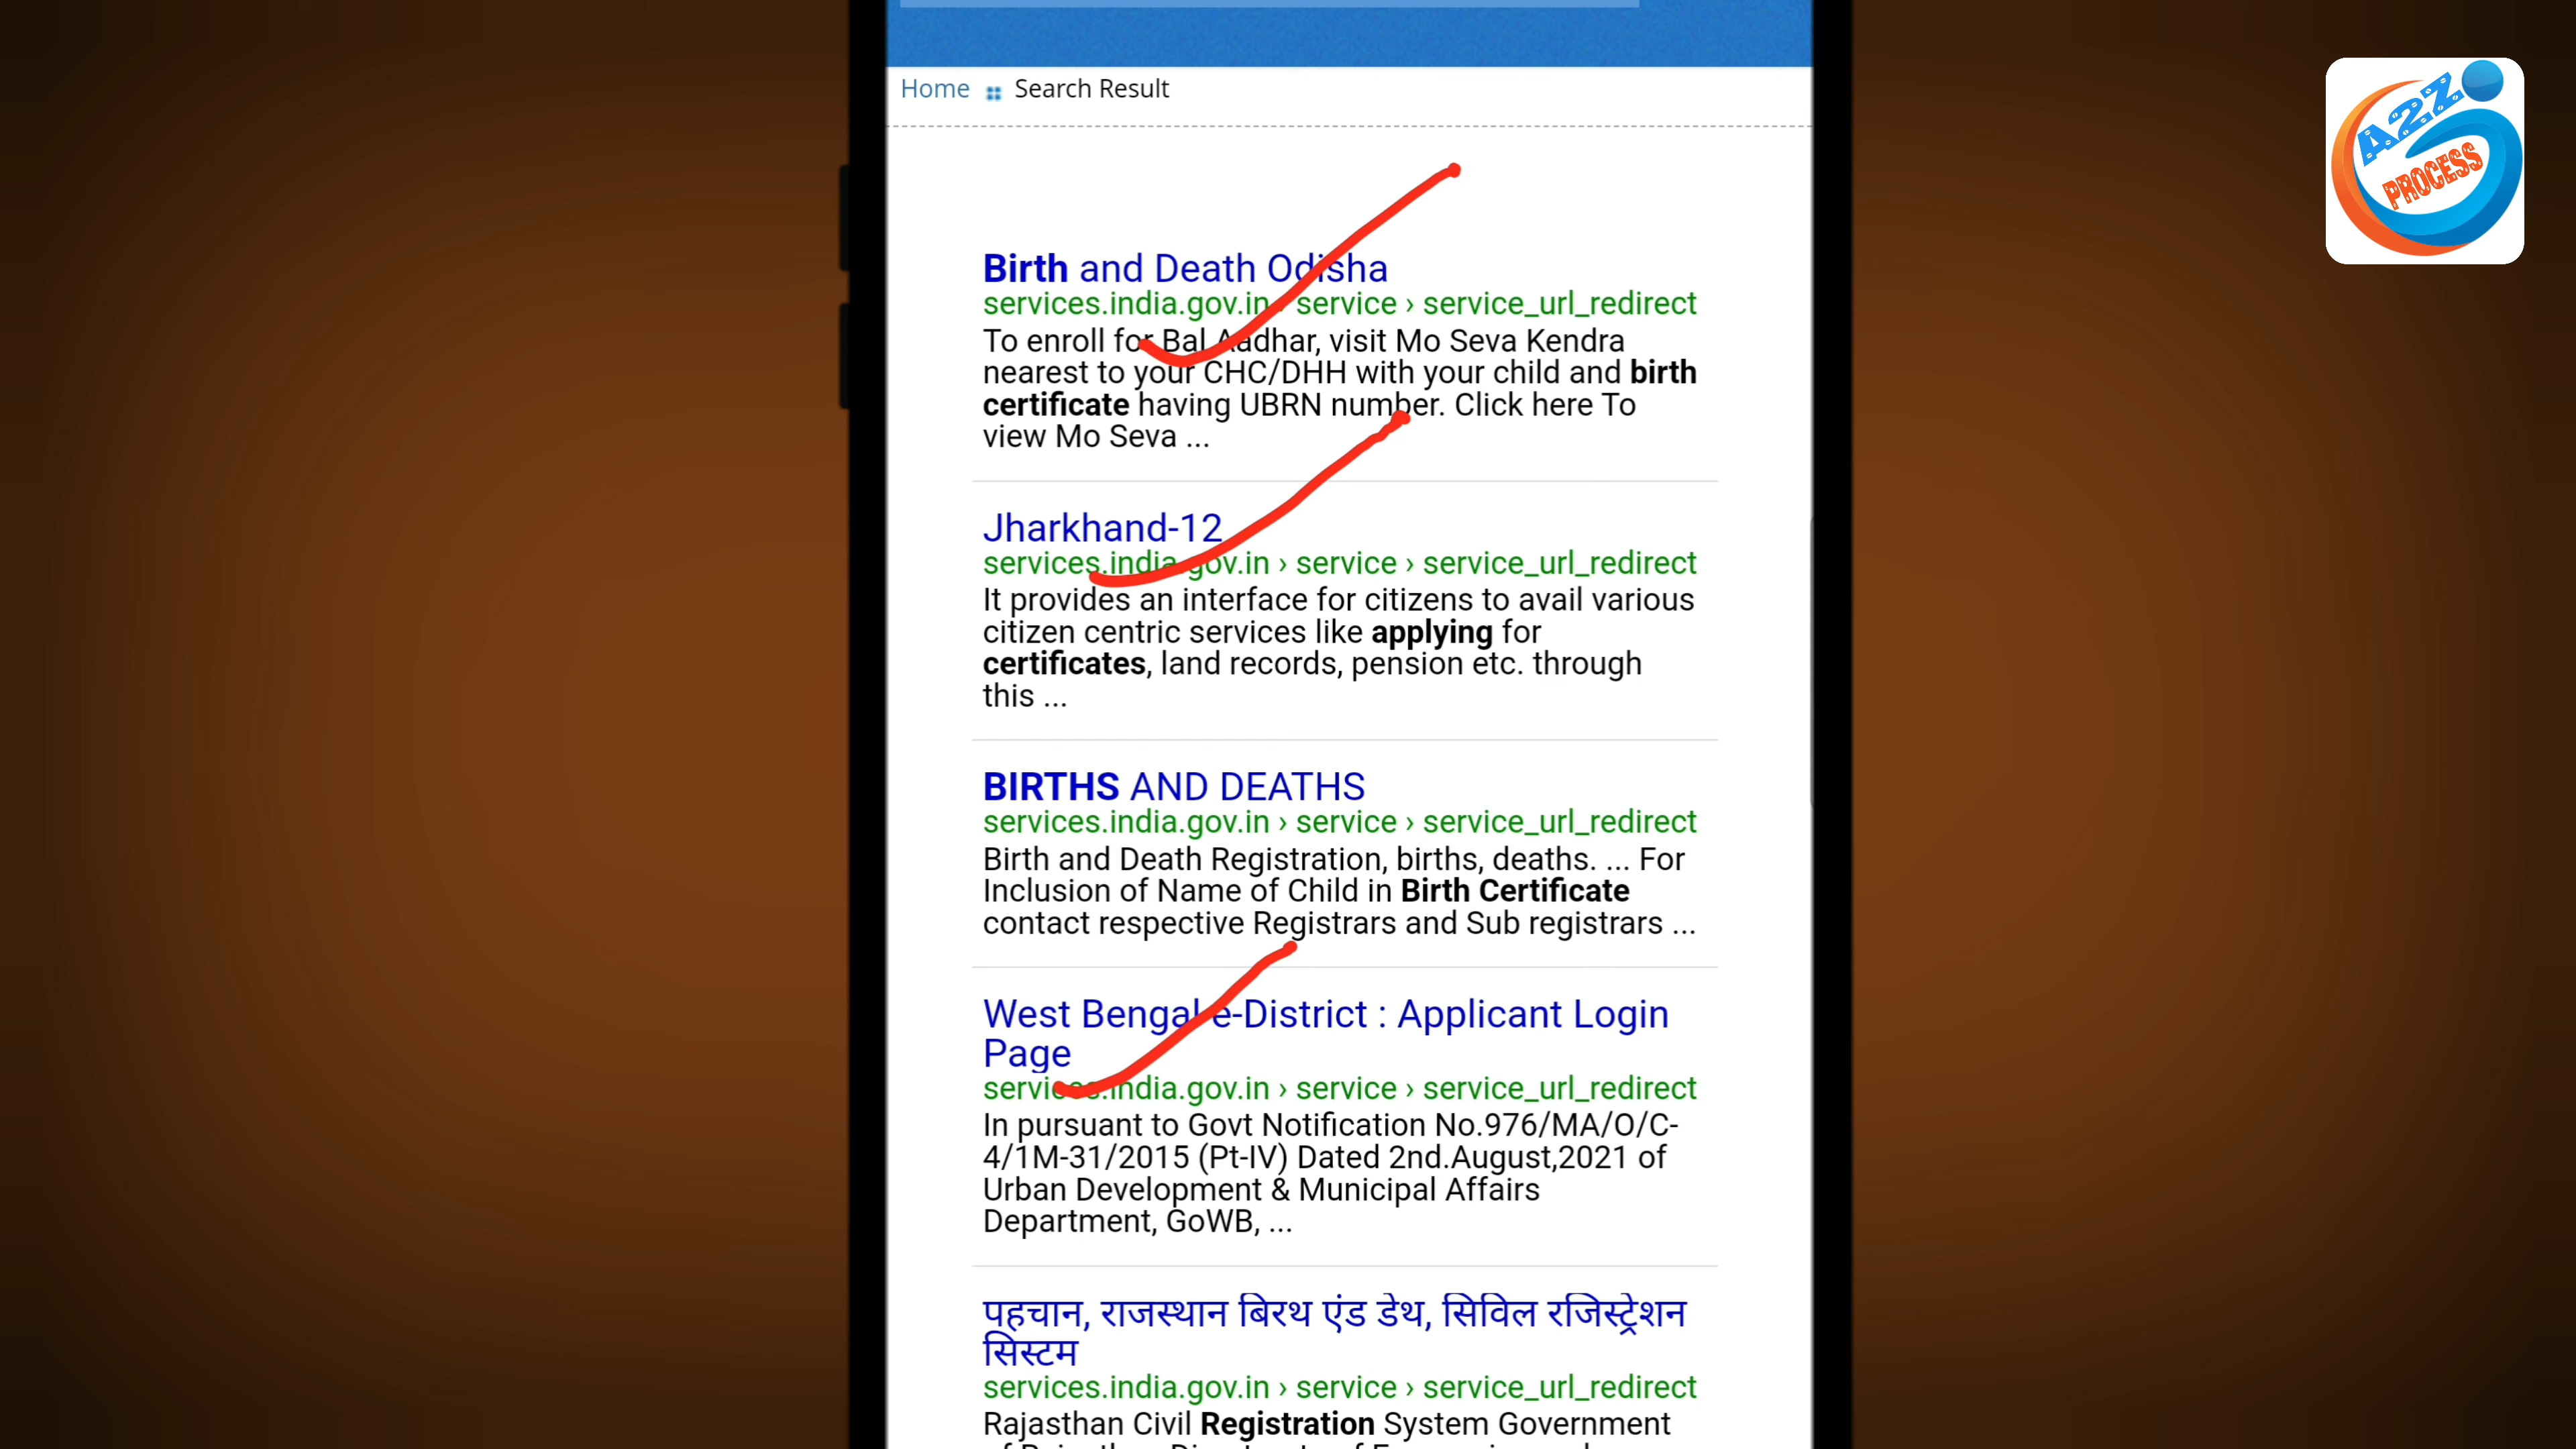 Home Search Result
A2Z
PROCESS
Birth and Death Odisha
services.india.gov.in › service › service_url_redirect
To enroll for Bal Aadhar, visit Mo Seva Kendra
nearest to your CHC/DHH with your child and birth
certificate having UBRN number. Click here To
view Mo Seva ...
Jharkhand-12
services.india.gov.in › service › service_url_redirect
It provides an interface for citizens to avail various
citizen centric services like applying for
certificates, land records, pension etc. through
this ...
BIRTHS AND DEATHS
services.india.gov.in › service › service_url_redirect
Birth and Death Registration, births, deaths. ... For
Inclusion of Name of Child in Birth Certificate
contact respective Registrars and Sub registrars ...
West Bengal e-District : Applicant Login
Page
services.india.gov.in › service › service_url_redirect
In pursuant to Govt Notification No.976/MA/O/C-
4/1M-31/2015 (Pt-IV) Dated 2nd.August,2021 of
Urban Development & Municipal Affairs
Department, GoWB, ...
पहचान, राजस्थान बिरथ एंड डेथ, सिविल रजिस्ट्रेशन
सिस्टम
services.india.gov.in › service › service_url_redirect
Rajasthan Civil Registration System Government